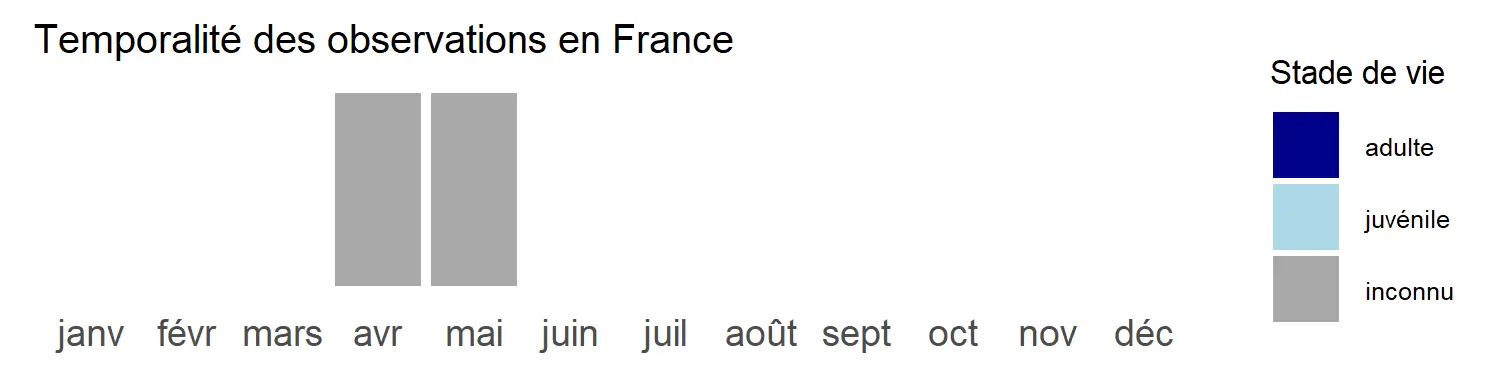 Temporalité des observations en France
Stade de vie
adulte
juvénile
inconnu
janv févr mars avr mai juin juil août sept oct nov déc